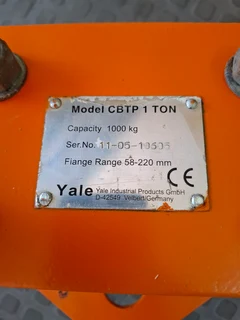 Model CBTP 1 TON
Capacity 1000 kg
Ser.No. 11-05-10505
Flange Range 58-220 mm
Yale Yale Industrial Products GmbH
D-42549 Velbert/Germany
CE